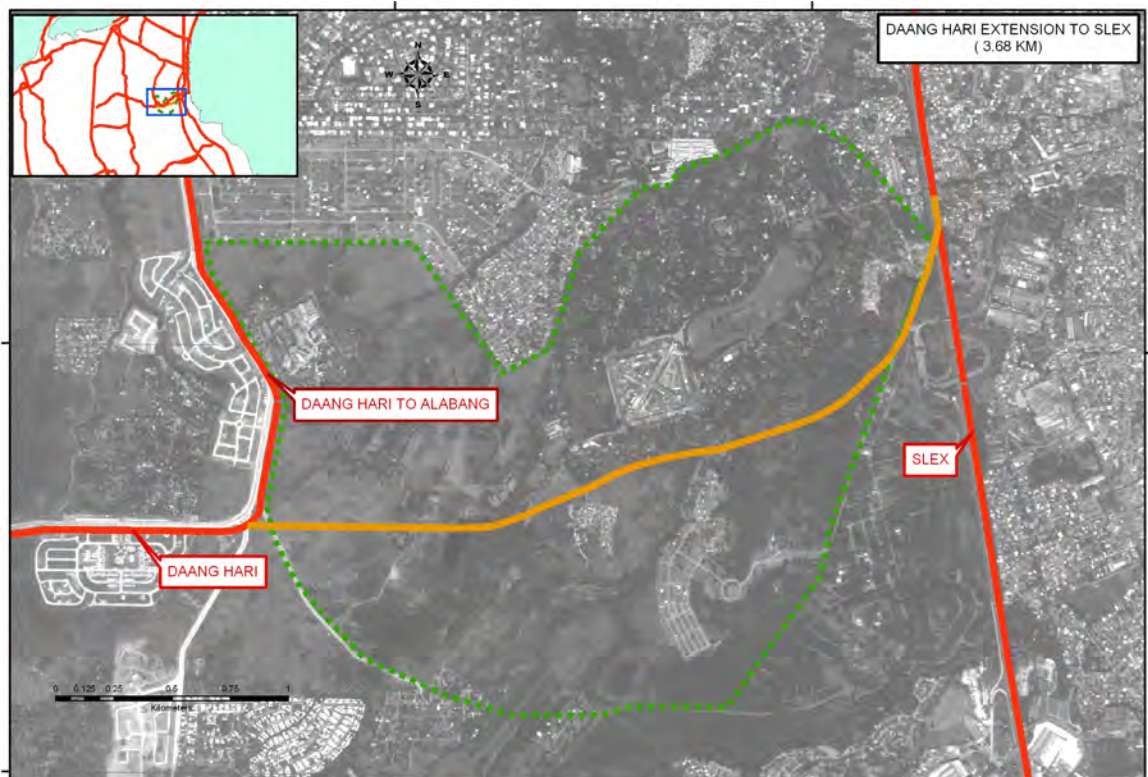 DAANG HARI EXTENSION TO SLEX
( 3.68 KM)
N
W E
S
DAANG HARI TO ALABANG
SLEX
DAANG HARI
0 0.125 0.25 0.5 0.75 1
Kilometers